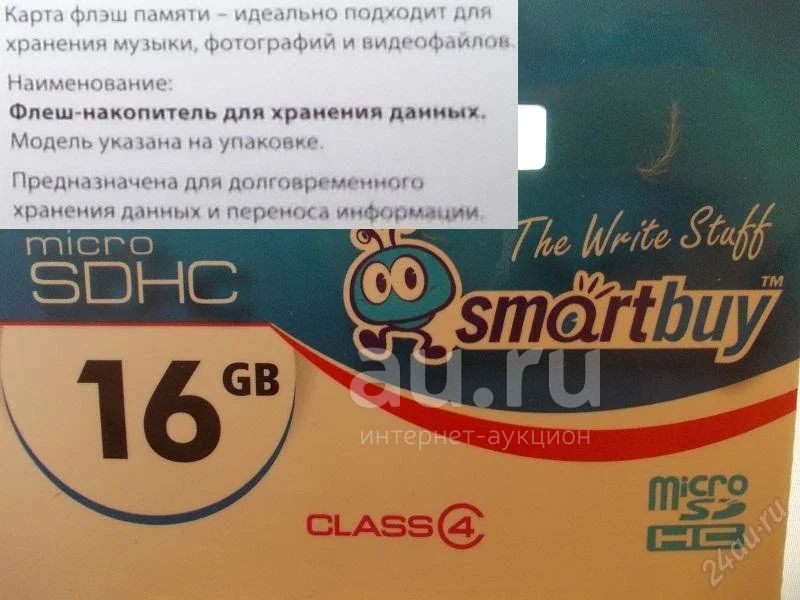 Карта флэш памяти – идеально подходит для
хранения музыки, фотографий и видеофайлов.
Наименование:
Флеш-накопитель для хранения данных.
Модель указана на упаковке.
Предназначена для долговременного
хранения данных и переноса информации.
The Write Stuff
micro
SDHC
smartbuy™
16 GB
au.ru
интернет-аукцион
CLASS 4
micro
SD
HC
24au.ru